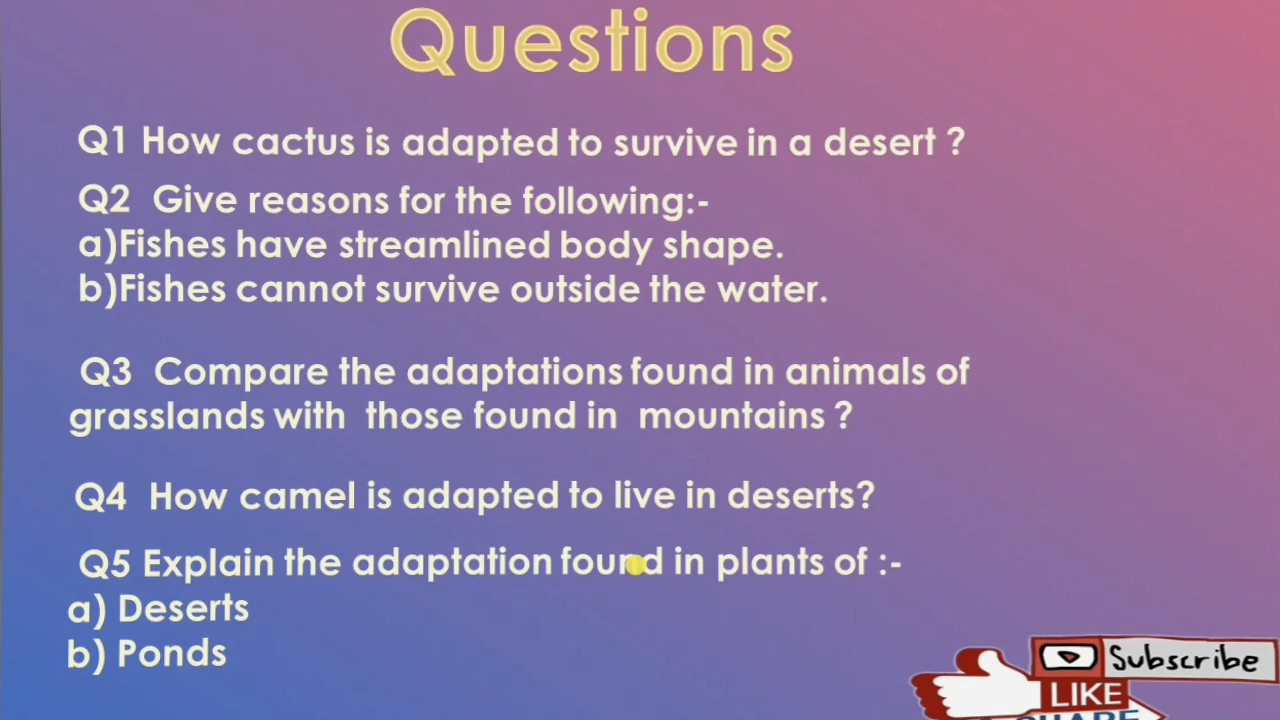 Questions
Q1 How cactus is adapted to survive in a desert ?
Q2 Give reasons for the following:-
a)Fishes have streamlined body shape.
b)Fishes cannot survive outside the water.
Q3 Compare the adaptations found in animals of
grasslands with those found in mountains ?
Q4 How camel is adapted to live in deserts?
Q5 Explain the adaptation found in plants of :-
a) Deserts
b) Ponds
Subscribe
LIKE
SHARE